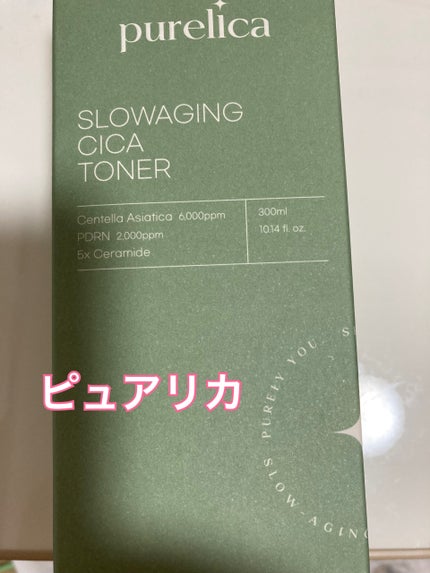 purelica
SLOWAGING
CICA
TONER
Centella Asiatica 6,000ppm
PDRN 2,000ppm
5x Ceramide
300ml
10.14 fl. oz.
ピュアリカ
PURELY YOU
SLOW-AGING